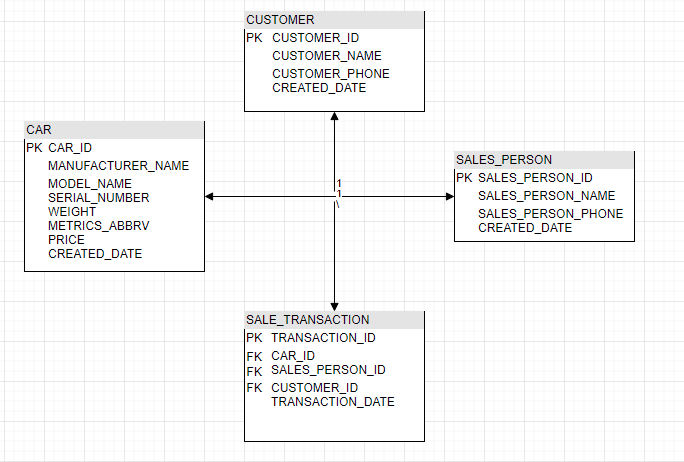 CUSTOMER
PK CUSTOMER_ID
CUSTOMER_NAME
CUSTOMER_PHONE
CREATED_DATE
CAR
PK CAR_ID
MANUFACTURER_NAME
MODEL_NAME
SERIAL_NUMBER
WEIGHT
METRICS_ABBRV
PRICE
CREATED_DATE
1
1
\
SALES_PERSON
PK SALES_PERSON_ID
SALES_PERSON_NAME
SALES_PERSON_PHONE
CREATED_DATE
SALE_TRANSACTION
PK TRANSACTION_ID
FK CAR_ID
FK SALES_PERSON_ID
FK CUSTOMER_ID
TRANSACTION_DATE